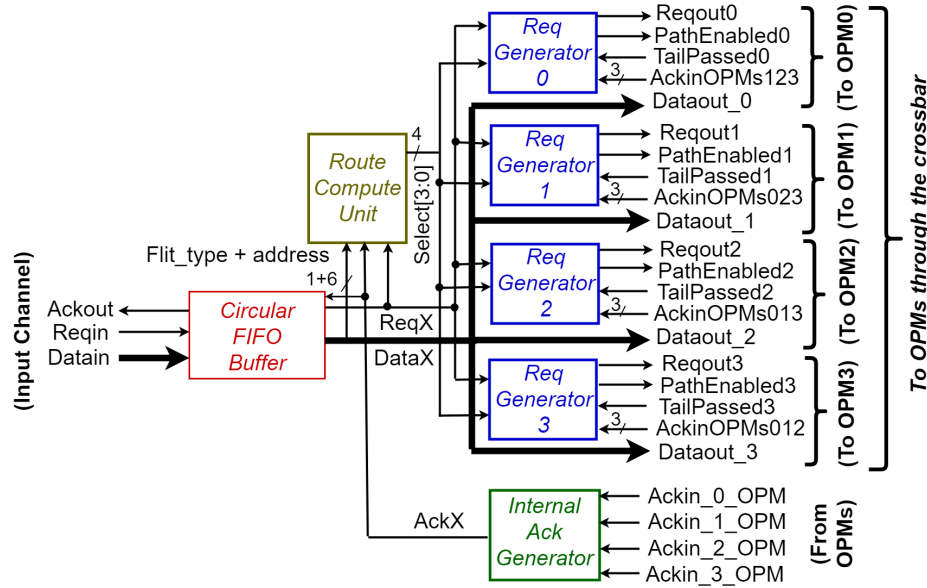 (Input Channel)
Ackout
Reqin
Datain
Circular
FIFO
Buffer
Flit_type + address
1+6
Route
Compute
Unit
4
Select[3:0]
ReqX
DataX
AckX
Req
Generator
0
Reqout0
PathEnabled0
TailPassed0
3
AckinOPMs123
Dataout_0
(To OPM0)
Req
Generator
1
Reqout1
PathEnabled1
TailPassed1
3
AckinOPMs023
Dataout_1
(To OPM1)
Req
Generator
2
Reqout2
PathEnabled2
TailPassed2
3
AckinOPMs013
Dataout_2
(To OPM2)
Req
Generator
3
Reqout3
PathEnabled3
TailPassed3
3
AckinOPMs012
Dataout_3
(To OPM3)
To OPMs through the crossbar
Internal
Ack
Generator
Ackin_0_OPM
Ackin_1_OPM
Ackin_2_OPM
Ackin_3_OPM
(From
OPMs)